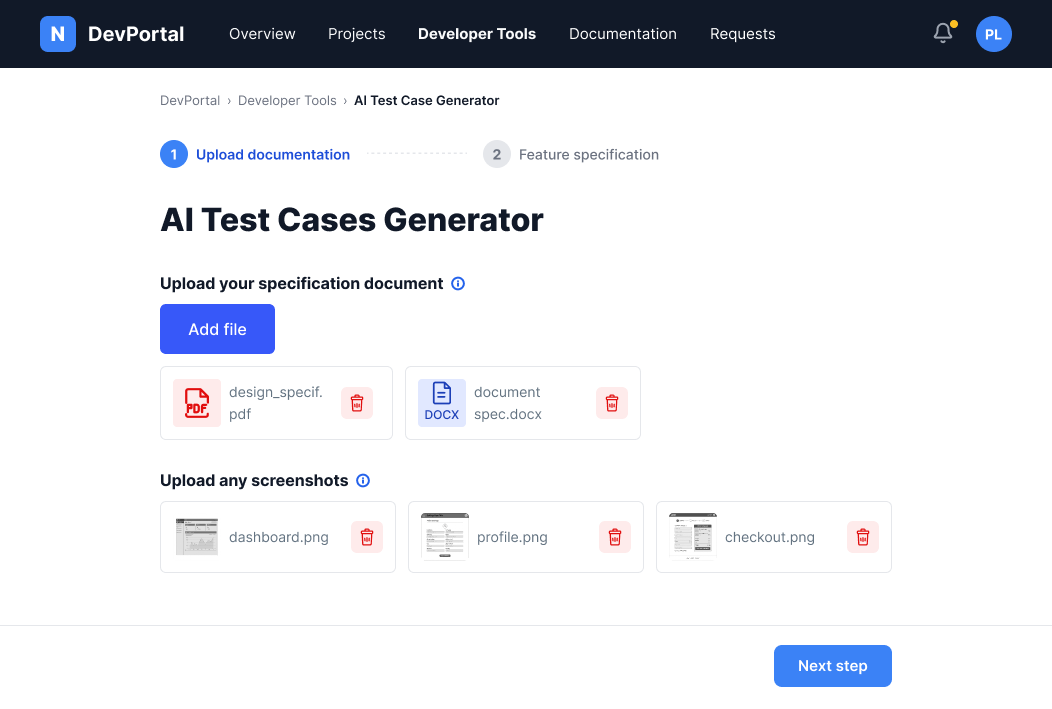 N DevPortal Overview Projects Developer Tools Documentation Requests PL
DevPortal › Developer Tools › AI Test Case Generator
1 Upload documentation 2 Feature specification
AI Test Cases Generator
Upload your specification document
Add file
PDF
design_specif.
pdf
DOCX
document
spec.docx
Upload any screenshots
dashboard.png
profile.png
checkout.png
Next step